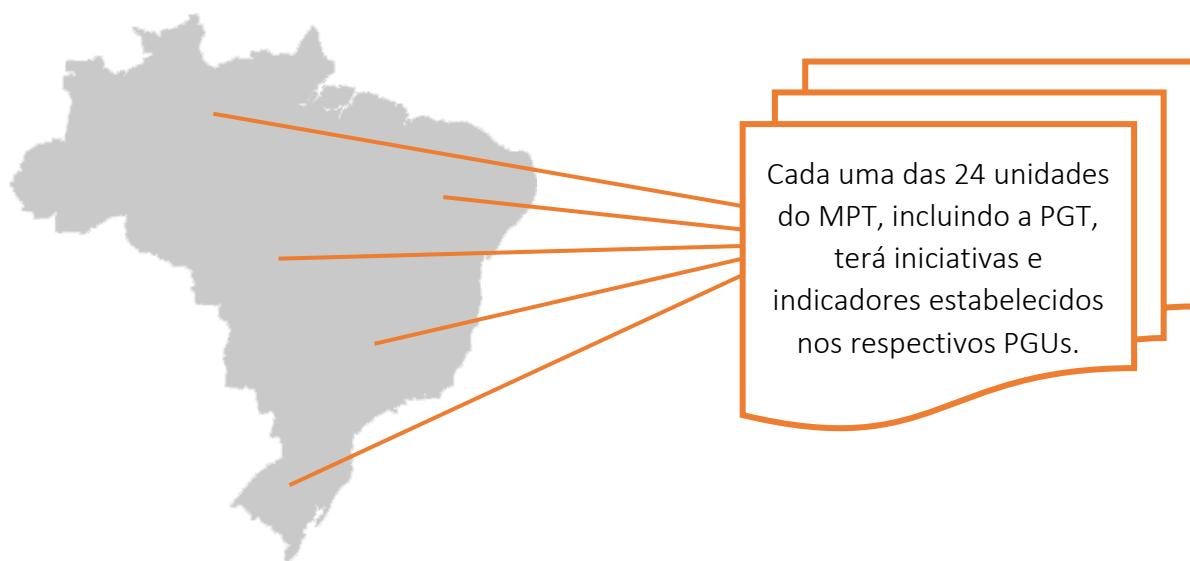 Cada uma das 24 unidades
do MPT, incluindo a PGT,
terá iniciativas e
indicadores estabelecidos
nos respectivos PGUs.